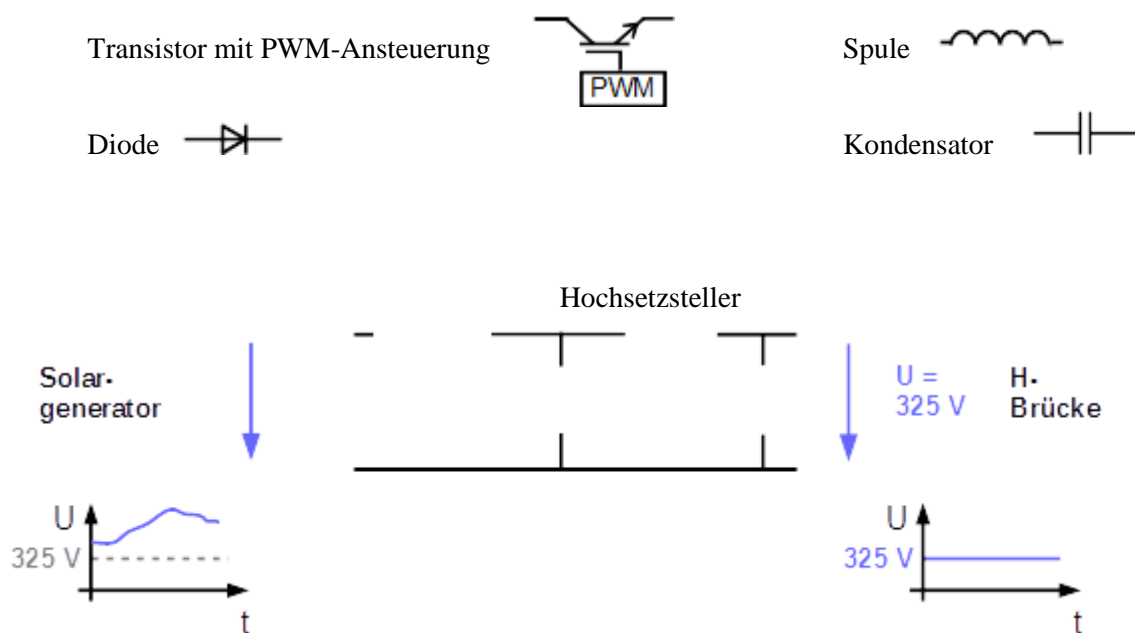 Transistor mit PWM-Ansteuerung
PWM
Spule
Diode
Kondensator
Hochsetzsteller
Solar-
generator
U =
325 V
H-
Brücke
U
325 V
t
U
325 V
t